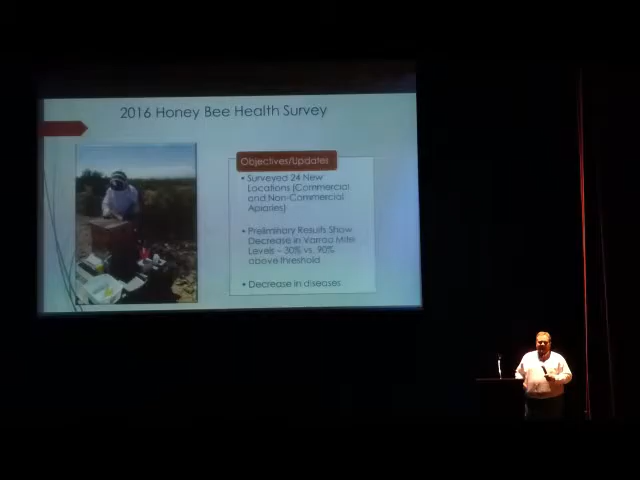 2016 Honey Bee Health Survey
Objectives/Updates
• Surveyed 24 New
Locations (Commercial
and Non-Commercial
Apiaries)
• Preliminary Results Show
Decrease in Varroa Mite
Levels – 30% vs. 90%
above threshold
• Decrease in diseases